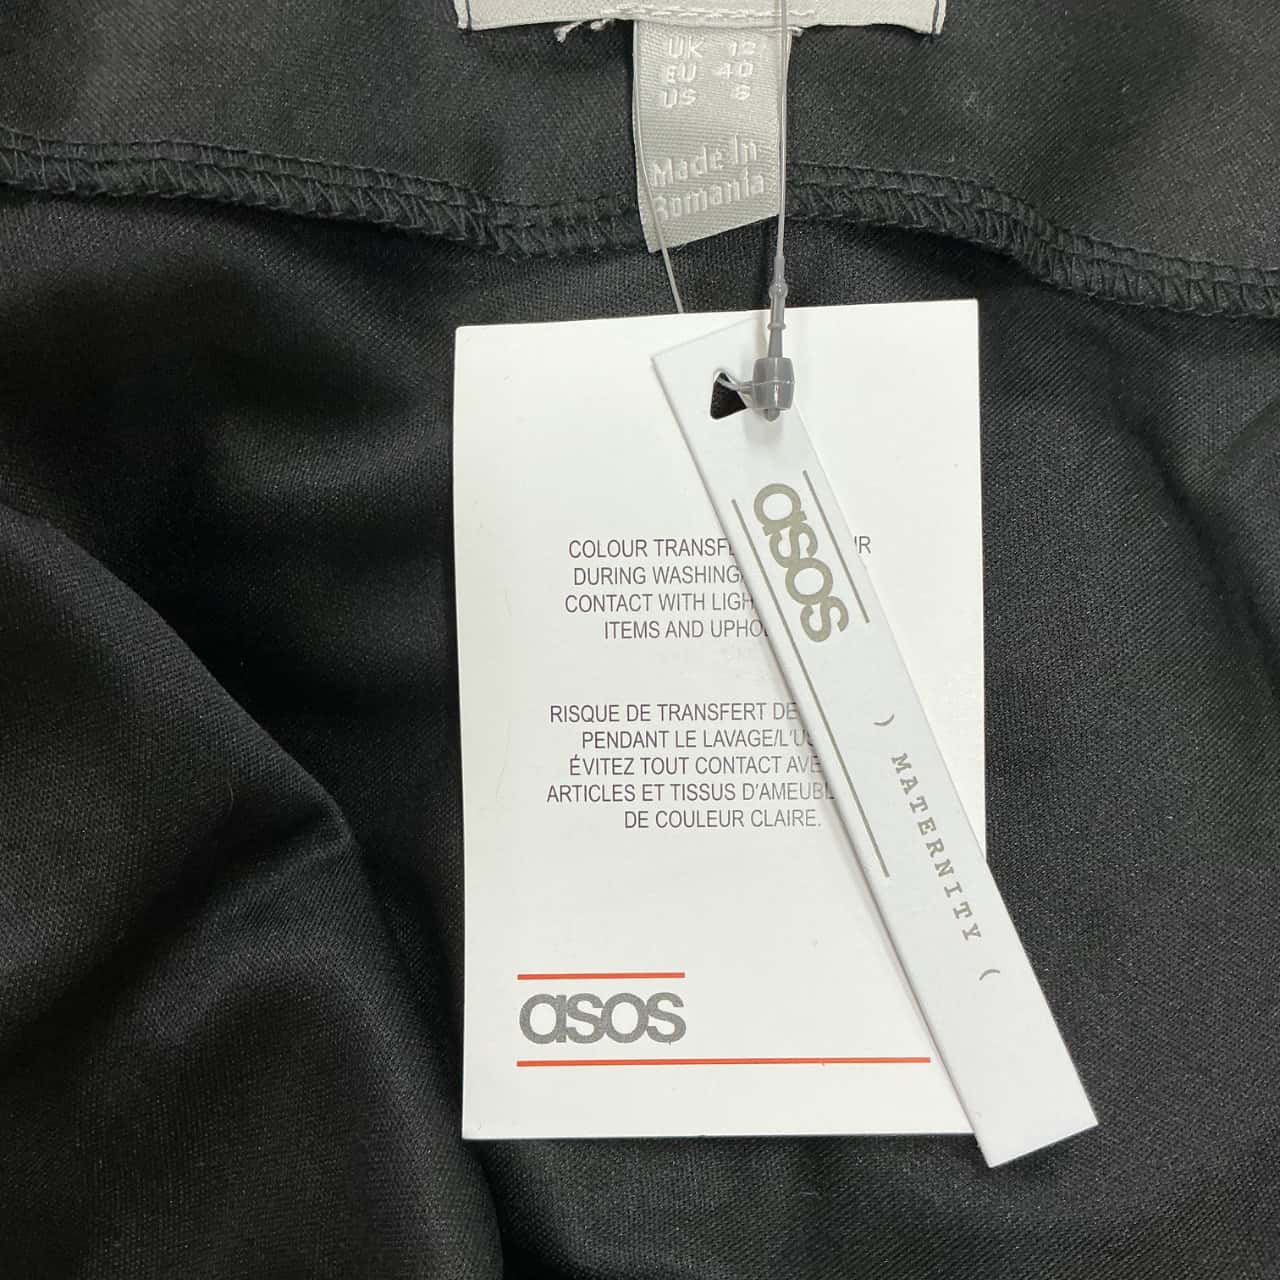 UK 12
EU 40
US 8
Made In
Romania
COLOUR TRANSFE
UR
DURING WASHING
CONTACT WITH LIGH
ITEMS AND UPHO
RISQUE DE TRANSFERT DE
PENDANT LE LAVAGE/L'US
ÉVITEZ TOUT CONTACT AVE
ARTICLES ET TISSUS D'AMEUBL
DE COULEUR CLAIRE.
asos
asos
) MATERNITY (